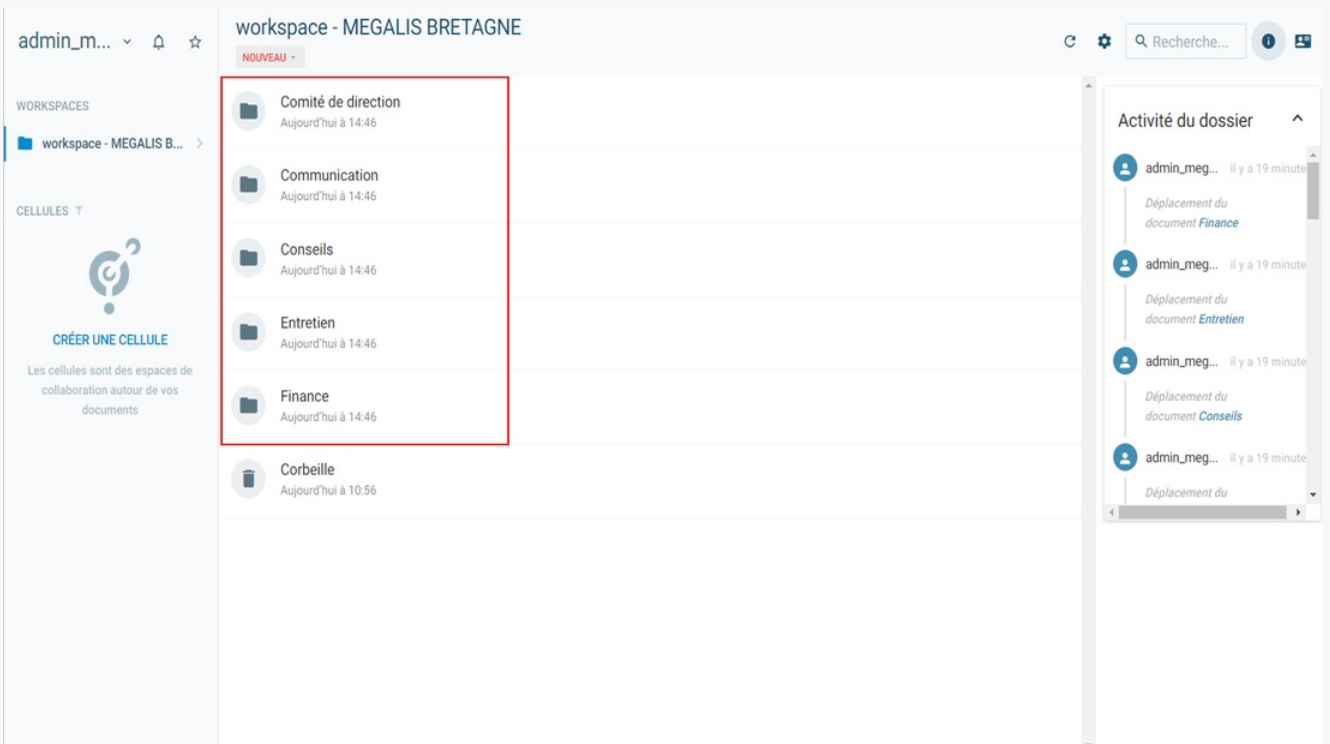 admin_m...
workspace - MEGALIS BRETAGNE
NOUVEAU
Recherche...
WORKSPACES
workspace - MEGALIS B...
CELLULES
CRÉER UNE CELLULE
Les cellules sont des espaces de
collaboration autour de vos
documents
Comité de direction
Aujourd'hui à 14:46
Communication
Aujourd'hui à 14:46
Conseils
Aujourd'hui à 14:46
Entretien
Aujourd'hui à 14:46
Finance
Aujourd'hui à 14:46
Corbeille
Aujourd'hui à 10:56
Activité du dossier
admin_meg... il y a 19 minute
Déplacement du
document Finance
admin_meg... il y a 19 minute
Déplacement du
document Entretien
admin_meg... il y a 19 minute
Déplacement du
document Conseils
admin_meg... il y a 19 minute
Déplacement du